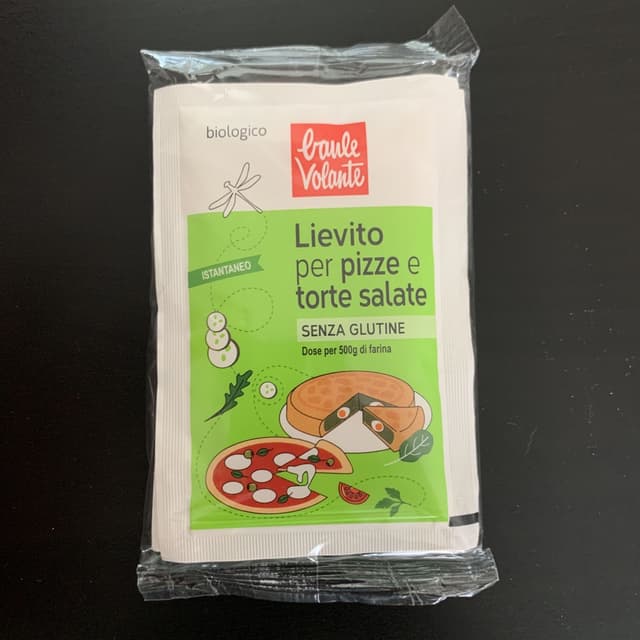 biologico
baule
volante
ISTANTANEO
Lievito
per pizze e
torte salate
SENZA GLUTINE
Dose per 500g di farina